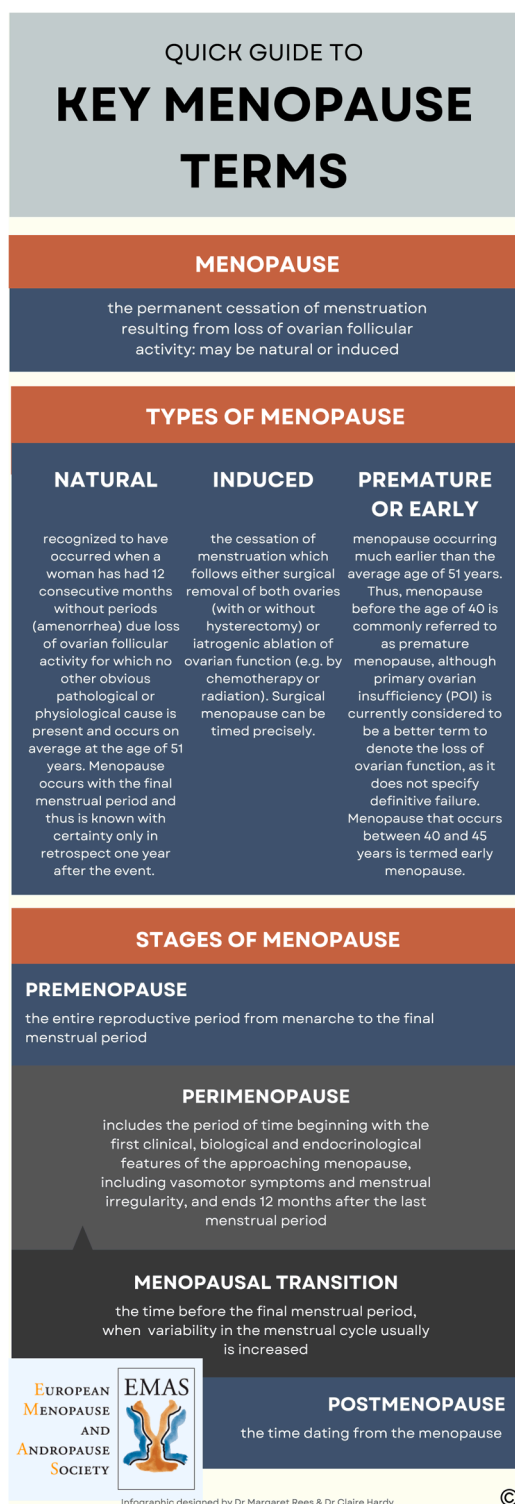 QUICK GUIDE TO
KEY MENOPAUSE
TERMS
MENOPAUSE
the permanent cessation of menstruation
resulting from loss of ovarian follicular
activity: may be natural or induced
TYPES OF MENOPAUSE
NATURAL
recognized to have
occurred when a
woman has had 12
consecutive months
without periods
(amenorrhea) due loss
of ovarian follicular
activity for which no
other obvious
pathological or
physiological cause is
present and occurs on
average at the age of 51
years. Menopause
occurs with the final
menstrual period and
thus is known with
certainty only in
retrospect one year
after the event.
INDUCED
the cessation of
menstruation which
follows either surgical
removal of both ovaries
(with or without
hysterectomy) or
iatrogenic ablation of
ovarian function (e.g. by
chemotherapy or
radiation). Surgical
menopause can be
timed precisely.
PREMATURE
OR EARLY
menopause occurring
much earlier than the
average age of 51 years.
Thus, menopause
before the age of 40 is
commonly referred to
as premature
menopause, although
primary ovarian
insufficiency (POI) is
currently considered to
be a better term to
denote the loss of
ovarian function, as it
does not specify
definitive failure.
Menopause that occurs
between 40 and 45
years is termed early
menopause.
STAGES OF MENOPAUSE
PREMENOPAUSE
the entire reproductive period from menarche to the final
menstrual period
PERIMENOPAUSE
includes the period of time beginning with the
first clinical, biological and endocrinological
features of the approaching menopause,
including vasomotor symptoms and menstrual
irregularity, and ends 12 months after the last
menstrual period
MENOPAUSAL TRANSITION
the time before the final menstrual period,
when variability in the menstrual cycle usually
is increased
POSTMENOPAUSE
the time dating from the menopause
EUROPEAN
MENOPAUSE
AND
ANDROPAUSE
SOCIETY
EMAS
Infographic designed by Dr Margaret Rees & Dr Claire Hardy
©